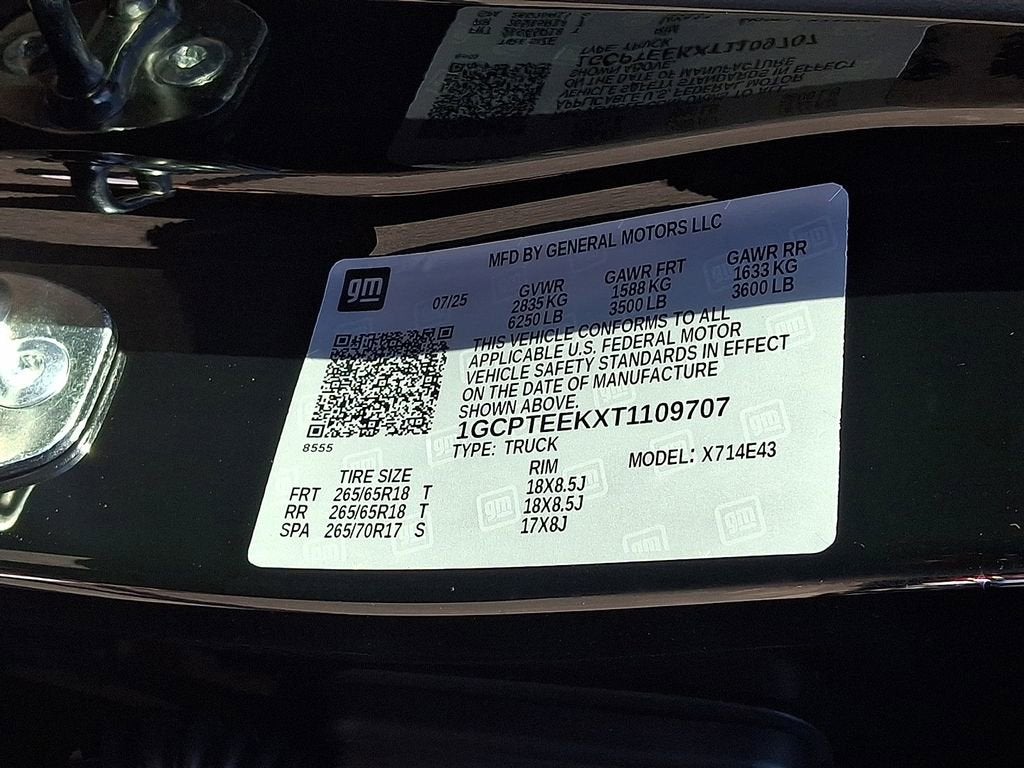 MFD BY GENERAL MOTORS LLC
gm
07/25
GVWR GAWR FRT GAWR RR
2835 KG 1588 KG 1633 KG
6250 LB 3500 LB 3600 LB
THIS VEHICLE CONFORMS TO ALL
APPLICABLE U.S. FEDERAL MOTOR
VEHICLE SAFETY STANDARDS IN EFFECT
ON THE DATE OF MANUFACTURE
SHOWN ABOVE.
1GCPTEEKXT1109707
8555
TYPE: TRUCK MODEL: X714E43
TIRE SIZE RIM
FRT 265/65R18 T 18X8.5J
RR 265/65R18 T 18X8.5J
SPA 265/70R17 S 17X8J